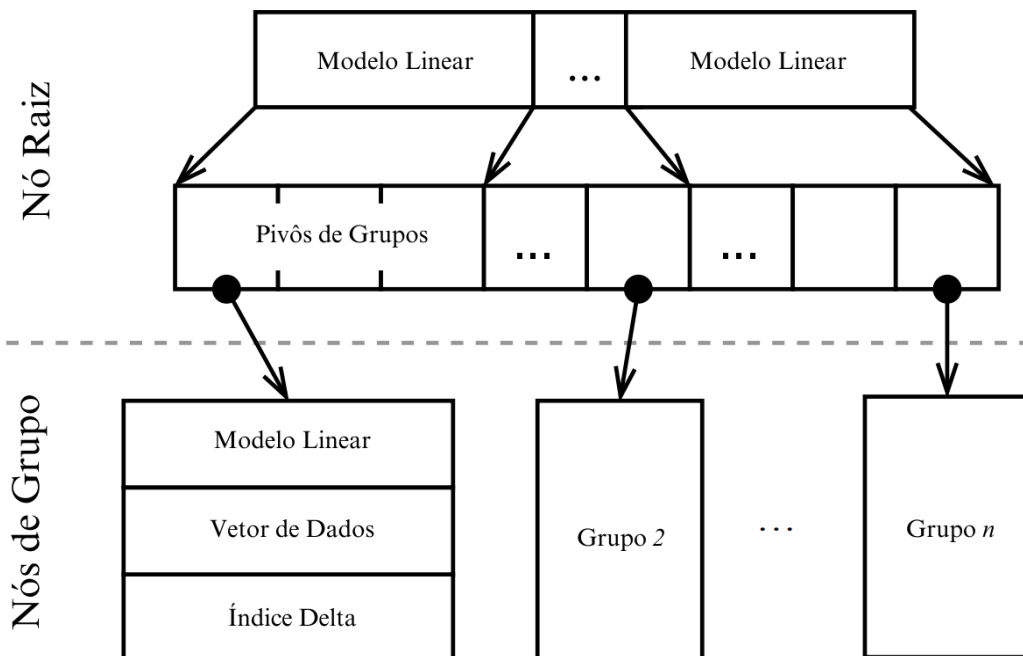 Nó Raiz
Modelo Linear
...
Modelo Linear
Pivôs de Grupos
...
...
Nós de Grupo
Modelo Linear
Vetor de Dados
Índice Delta
Grupo 2
...
Grupo n